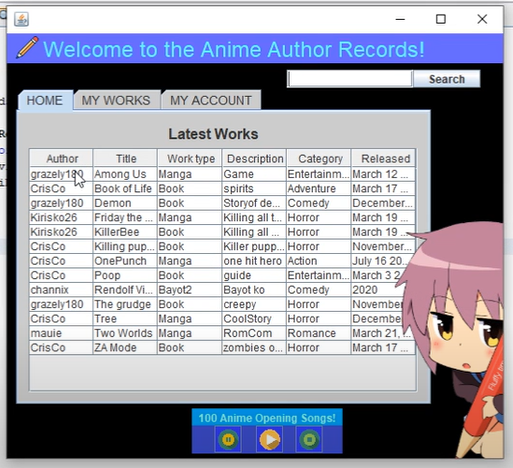 Welcome to the Anime Author Records!
Search
HOME MY WORKS MY ACCOUNT
Latest Works
Author Title Work type Description Category Released
grazely180 Among Us Manga Game Entertainm... March 12 ...
CrisCo Book of Life Book spirits Adventure March 17 ...
grazely180 Demon Book Storyof de... Comedy December...
Kirisko26 Friday the ... Manga Killing all t... Horror March 19 ...
Kirisko26 KillerBee Book Killing all ... Horror March 19 ...
CrisCo Killing pup... Book Killer pupp... Horror November...
CrisCo OnePunch Manga one hit hero Action July 16 20...
CrisCo Poop Book guide Entertainm... March 3 2
channix Rendolf Vi... Bayot2 Bayot ko Comedy 2020
grazely180 The grudge Book creepy Horror November
CrisCo Tree Manga CoolStory Horror December
mauie Two Worlds Manga RomCom Romance March 21, ...
CrisCo ZA Mode Book zombies o... Horror March 17 ...
100 Anime Opening Songs!